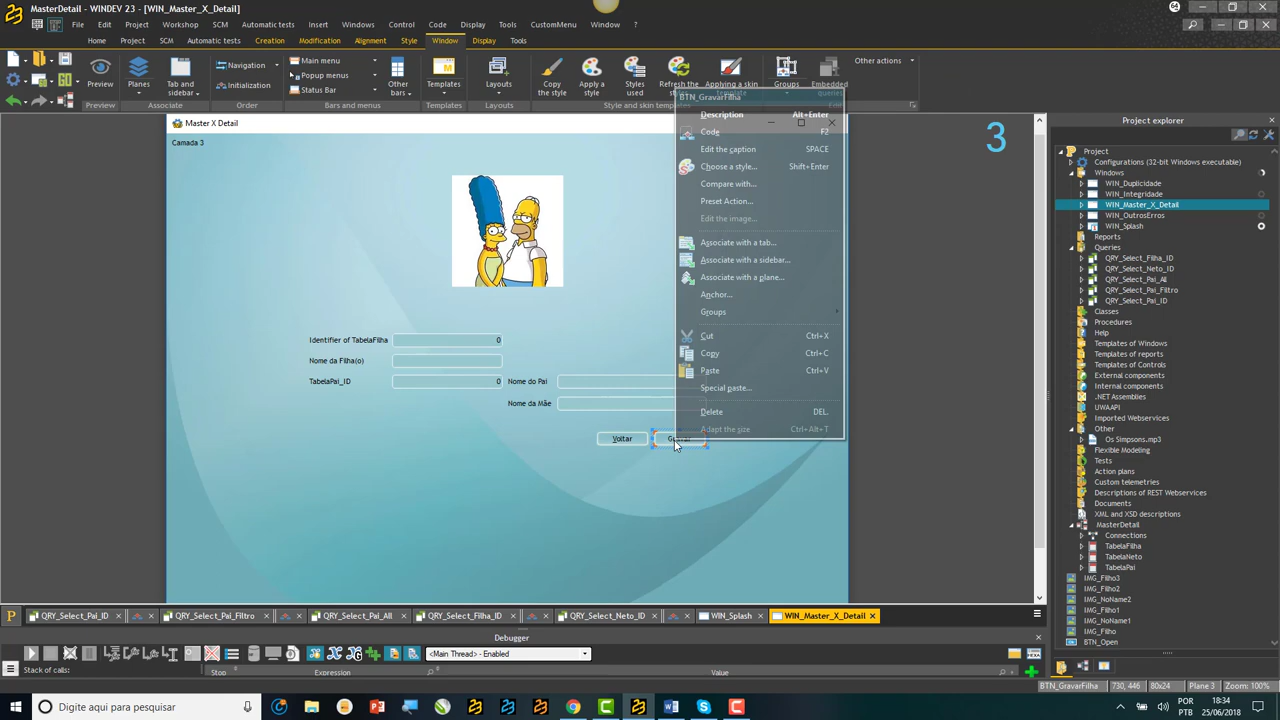 MasterDetail - WINDEV 23 - [WIN_Master_X_Detail]
64
File Edit Project Workshop SCM Automatic tests Insert Windows Control Code Display Tools CustomMenu Window
Home Project SCM Automatic tests Creation Modification Alignment Style Window Display Tools
Preview Planes Tab and sidebar Navigation Initialization Main menu Popup menus Status Bar Other bars Templates Layouts Copy the style Apply a style Styles used Refresh the Applying a skin template Groups Embedded queries Other actions
Preview Associate Order Bars and menus Templates Layouts Style and skin templates
BTN_GravarFilha
Description Alt+Enter
Code F2
Edit the caption SPACE
Choose a style... Shift+Enter
Compare with...
Preset Action...
Edit the image...
Associate with a tab...
Associate with a sidebar...
Associate with a plane...
Anchor...
Groups
Cut Ctrl+X
Copy Ctrl+C
Paste Ctrl+V
Special paste...
Delete DEL.
Adapt the size Ctrl+Alt+T
3
Master X Detail
Camada 3
Identifier of TabelaFilha 0
Nome da Filha(o)
TabelaPai_ID 0 Nome do Pai
Nome da Mãe
Voltar Gravar
Project explorer
Project
Configurations (32-bit Windows executable)
Windows
WIN_Duplicidade
WIN_Integridade
WIN_Master_X_Detail
WIN_OutrosErros
WIN_Splash
Reports
Queries
QRY_Select_Filha_ID
QRY_Select_Neto_ID
QRY_Select_Pai_All
QRY_Select_Pai_Filtro
QRY_Select_Pai_ID
Classes
Procedures
Help
Templates of Windows
Templates of reports
Templates of Controls
External components
Internal components
.NET Assemblies
UWAAPI
Imported Webservices
Other
Os Simpsons.mp3
Flexible Modeling
Tests
Action plans
Custom telemetries
Descriptions of REST Webservices
Documents
XML and XSD descriptions
MasterDetail
Connections
TabelaFilha
TabelaNeto
TabelaPai
IMG_Filho3
IMG_Filho2
IMG_NoName2
IMG_Filho1
IMG_NoName1
IMG_Filho
BTN_Open
P QRY_Select_Pai_ID QRY_Select_Pai_Filtro QRY_Select_Pai_All QRY_Select_Filha_ID QRY_Select_Neto_ID WIN_Splash WIN_Master_X_Detail
Debugger
<Main Thread> - Enabled
Stack of calls: Stop Expression Value
BTN_GravarFilha 730, 446 80x24 Plane 3 Zoom: 100%
Digite aqui para pesquisar
POR
PTB
18:34
25/06/2018